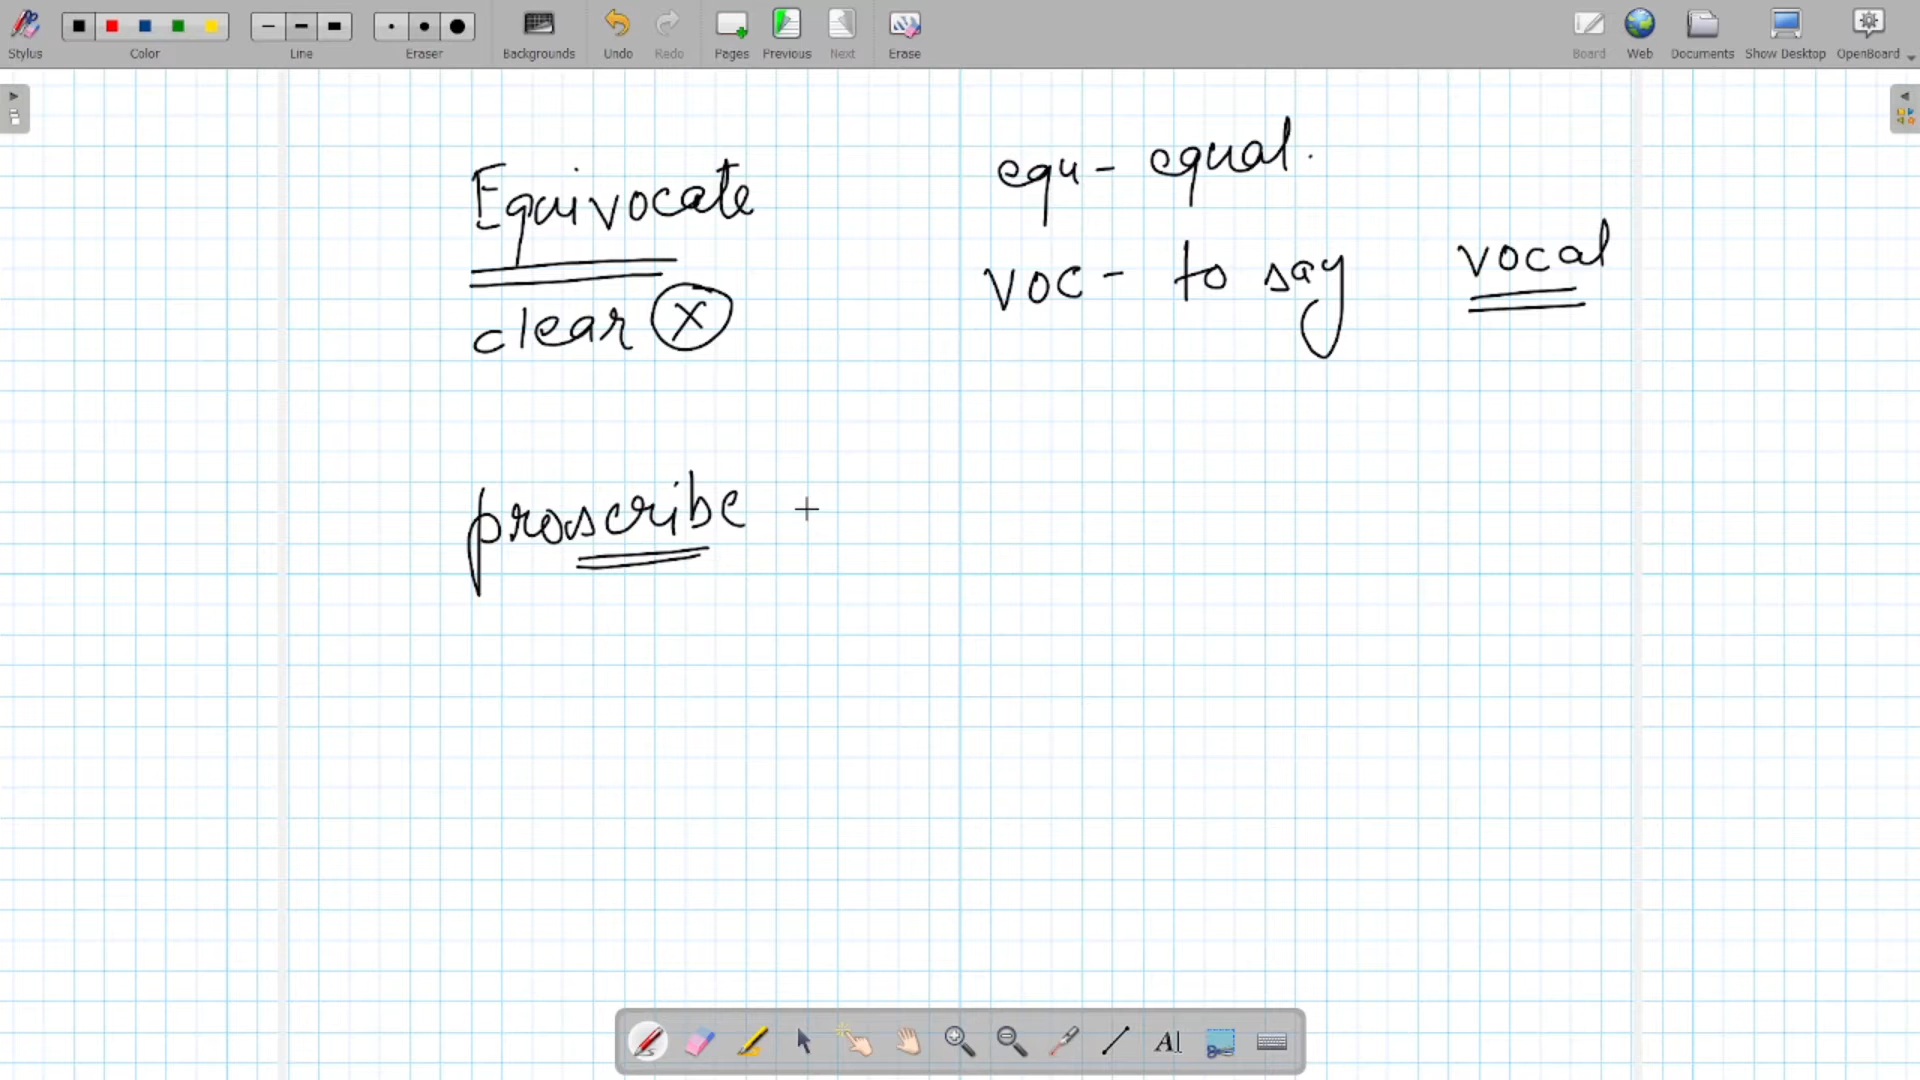 Stylus Color Line Eraser Backgrounds Undo Redo Pages Previous Next Erase Board Web Documents Show Desktop OpenBoard
Equivocate
clear X
equ - equal.
voc - to say vocal
proscribe
AI